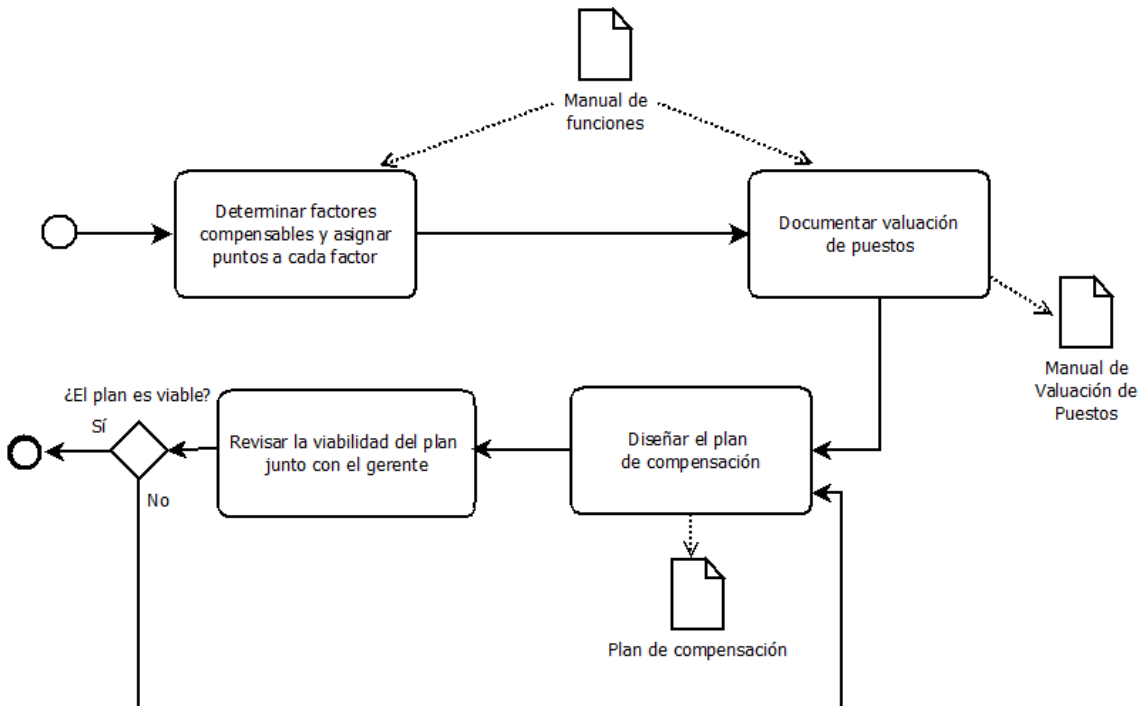 Manual de
funciones
Determinar factores
compensables y asignar
puntos a cada factor
Documentar valuación
de puestos
Manual de
Valuación de
Puestos
¿El plan es viable?
Sí
No
Revisar la viabilidad del plan
junto con el gerente
Diseñar el plan
de compensación
Plan de compensación